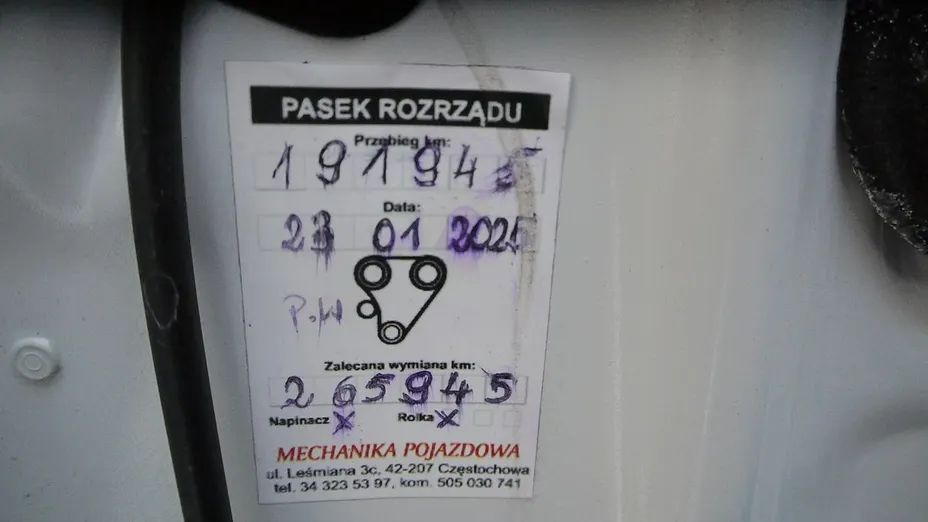 PASEK ROZRZĄDU
Przebieg km:
191945
Data:
23 01 2025
P.W
Zalecana wymiana km:
265945
Napinacz X Rolka X
MECHANIKA POJAZDOWA
ul. Leśmiana 3c, 42-207 Częstochowa
tel. 34 323 53 97, kom. 505 030 741